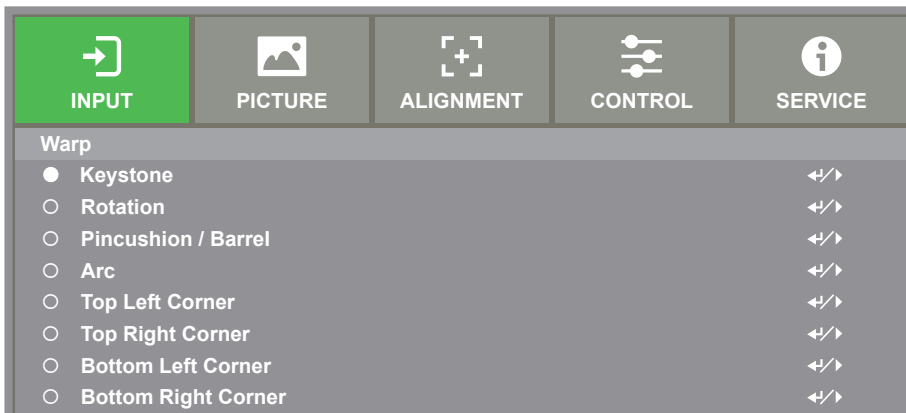 INPUT PICTURE ALIGNMENT CONTROL SERVICE
Warp
Keystone
Rotation
Pincushion / Barrel
Arc
Top Left Corner
Top Right Corner
Bottom Left Corner
Bottom Right Corner